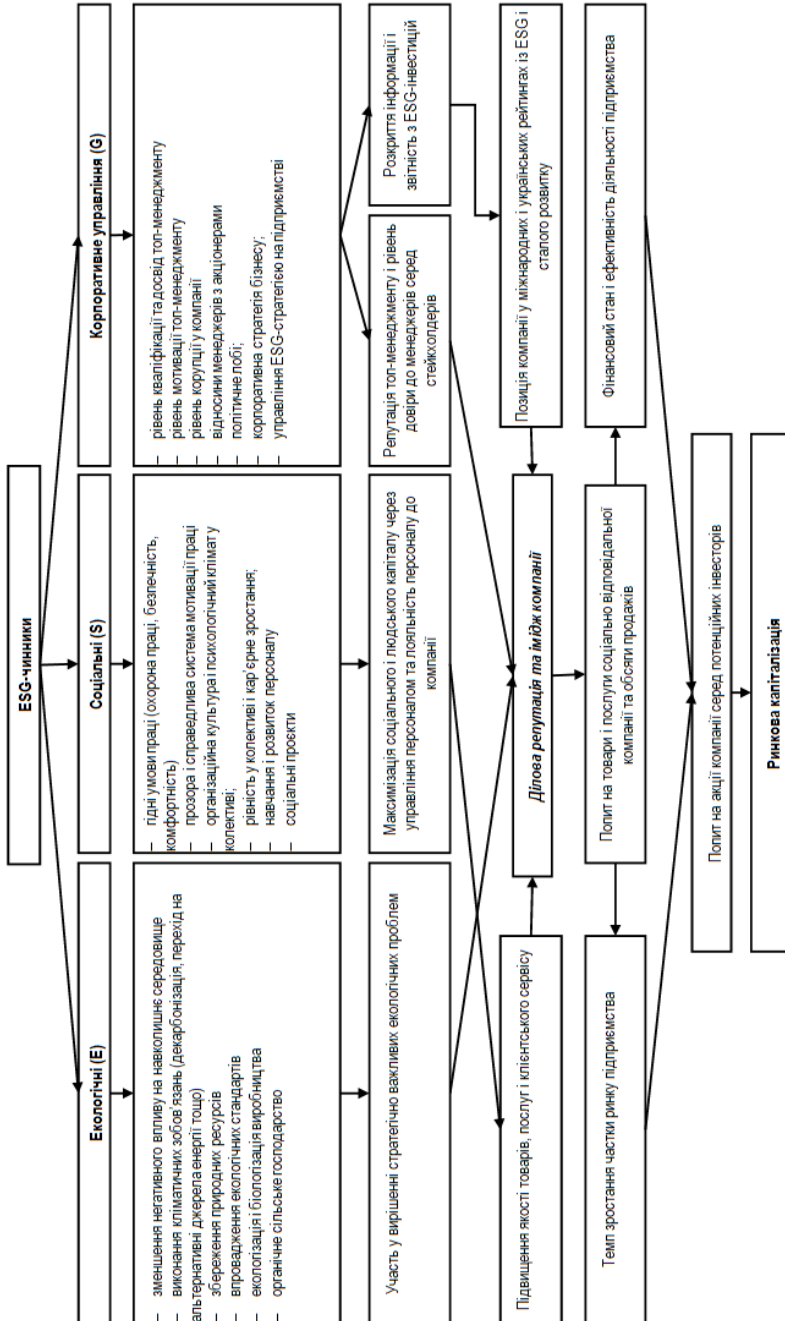 ESG-чинники
Екологічні (E)
Соціальні (S)
Корпоративне управління (G)
– зменшення негативного впливу на навколишнє середовище
– виконання кліматичних зобов'язань (декарбонізація, перехід на
альтернативні джерела енергії тощо)
– збереження природних ресурсів
– впровадження екологічних стандартів
– екологізація і біологізація виробництва
– органічне сільське господарство
– гідні умови праці (охорона праці, безпечність,
комфортність)
– прозора і справедлива система мотивації праці
– організаційна культура і психологічний клімат у
колективі;
– рівність у колективі і кар'єрне зростання;
– навчання і розвиток персоналу
– соціальні проєкти
– рівень кваліфікації та досвід топ-менеджменту
– рівень мотивації топ-менеджменту
– рівень корупції у компанії
– відносини менеджерів з акціонерами
– політичне лобі;
– корпоративна стратегія бізнесу;
– управління ESG-стратегією на підприємстві
Участь у вирішенні стратегічно важливих екологічних проблем
Максимізація соціального і людського капіталу через
управління персоналом та лояльність персоналу до
компанії
Репутація топ-менеджменту і рівень
довіри до менеджерів серед
стейкхолдерів
Розкриття інформації і
звітність з ESG-інвестицій
Підвищення якості товарів, послуг і клієнтського сервісу
Ділова репутація та імідж компанії
Позиція компанії у міжнародних і українських рейтингах із ESG і
сталого розвитку
Темп зростання частки ринку підприємства
Попит на товари і послуги соціально відповідальної
компанії та обсяги продажів
Фінансовий стан і ефективність діяльності підприємства
Попит на акції компанії серед потенційних інвесторів
Ринкова капіталізація